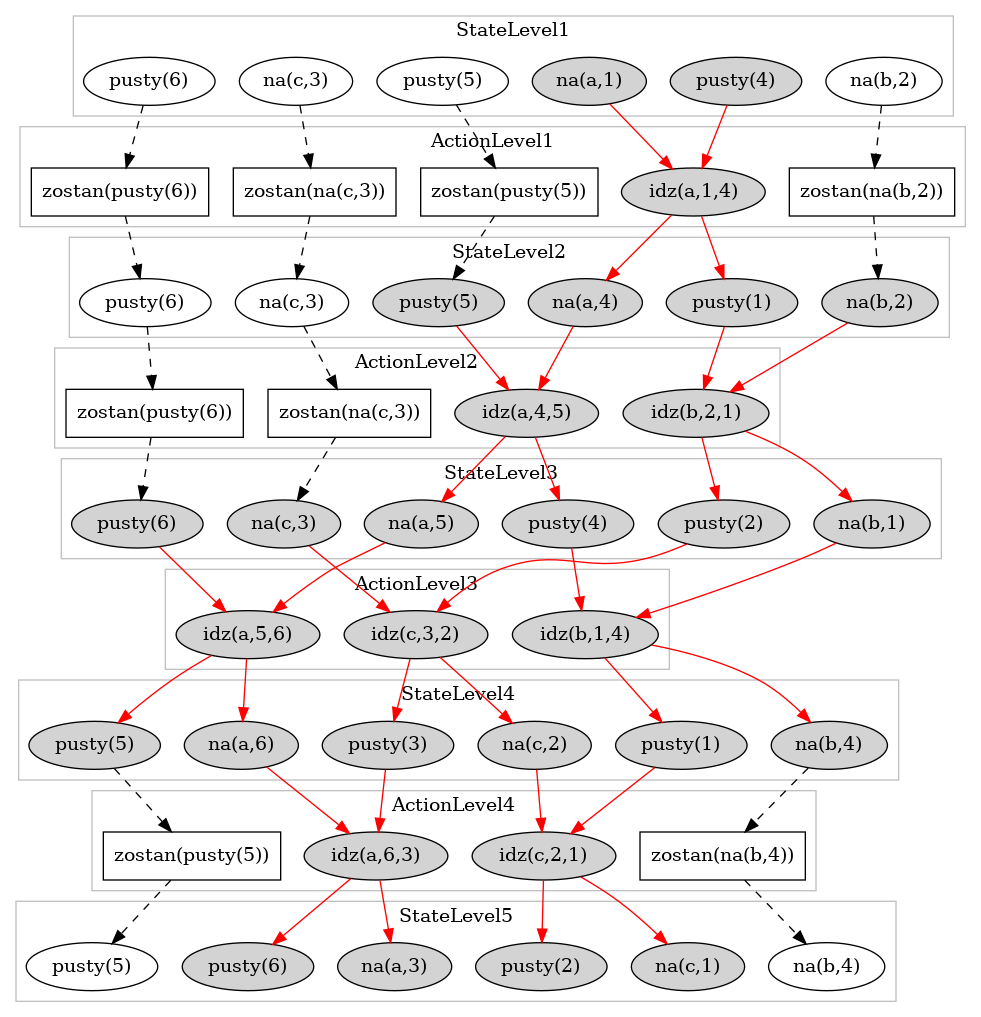 StateLevel1
pusty(6) na(c,3) pusty(5) na(a,1) pusty(4) na(b,2)
ActionLevel1
zostan(pusty(6)) zostan(na(c,3)) zostan(pusty(5)) idz(a,1,4) zostan(na(b,2))
StateLevel2
pusty(6) na(c,3) pusty(5) na(a,4) pusty(1) na(b,2)
ActionLevel2
zostan(pusty(6)) zostan(na(c,3)) idz(a,4,5) idz(b,2,1)
StateLevel3
pusty(6) na(c,3) na(a,5) pusty(4) pusty(2) na(b,1)
ActionLevel3
idz(a,5,6) idz(c,3,2) idz(b,1,4)
StateLevel4
pusty(5) na(a,6) pusty(3) na(c,2) pusty(1) na(b,4)
ActionLevel4
zostan(pusty(5)) idz(a,6,3) idz(c,2,1) zostan(na(b,4))
StateLevel5
pusty(5) pusty(6) na(a,3) pusty(2) na(c,1) na(b,4)